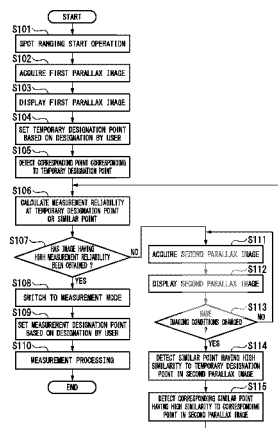 START
S101
SPOT RANGING START OPERATION
S102
ACQUIRE FIRST PARALLAX IMAGE
S103
DISPLAY FIRST PARALLAX IMAGE
S104
SET TEMPORARY DESIGNATION POINT
BASED ON DESIGNATION BY USER
S105
DETECT CORRESPONDING POINT CORRESPONDING
TO TEMPORARY DESIGNATION POINT
S106
CALCULATE MEASUREMENT RELIABILITY
AT TEMPORARY DESIGNATION POINT
OR SIMILAR POINT
S107
HAS IMAGE HAVING
HIGH MEASUREMENT RELIABILITY
BEEN OBTAINED ?
NO
YES
S108
SWITCH TO MEASUREMENT MODE
S109
SET MEASUREMENT DESIGNATION POINT
BASED ON DESIGNATION BY USER
S110
MEASUREMENT PROCESSING
END
S111
ACQUIRE SECOND PARALLAX IMAGE
S112
DISPLAY SECOND PARALLAX IMAGE
S113
HAVE
IMAGING CONDITIONS CHANGED ?
NO
YES
S114
DETECT SIMILAR POINT HAVING HIGH
SIMILARITY TO TEMPORARY DESIGNATION
POINT IN SECOND PARALLAX IMAGE
S115
DETECT CORRESPONDING SIMILAR POINT
HAVING HIGH SIMILARITY TO CORRESPONDING
POINT IN SECOND PARALLAX IMAGE